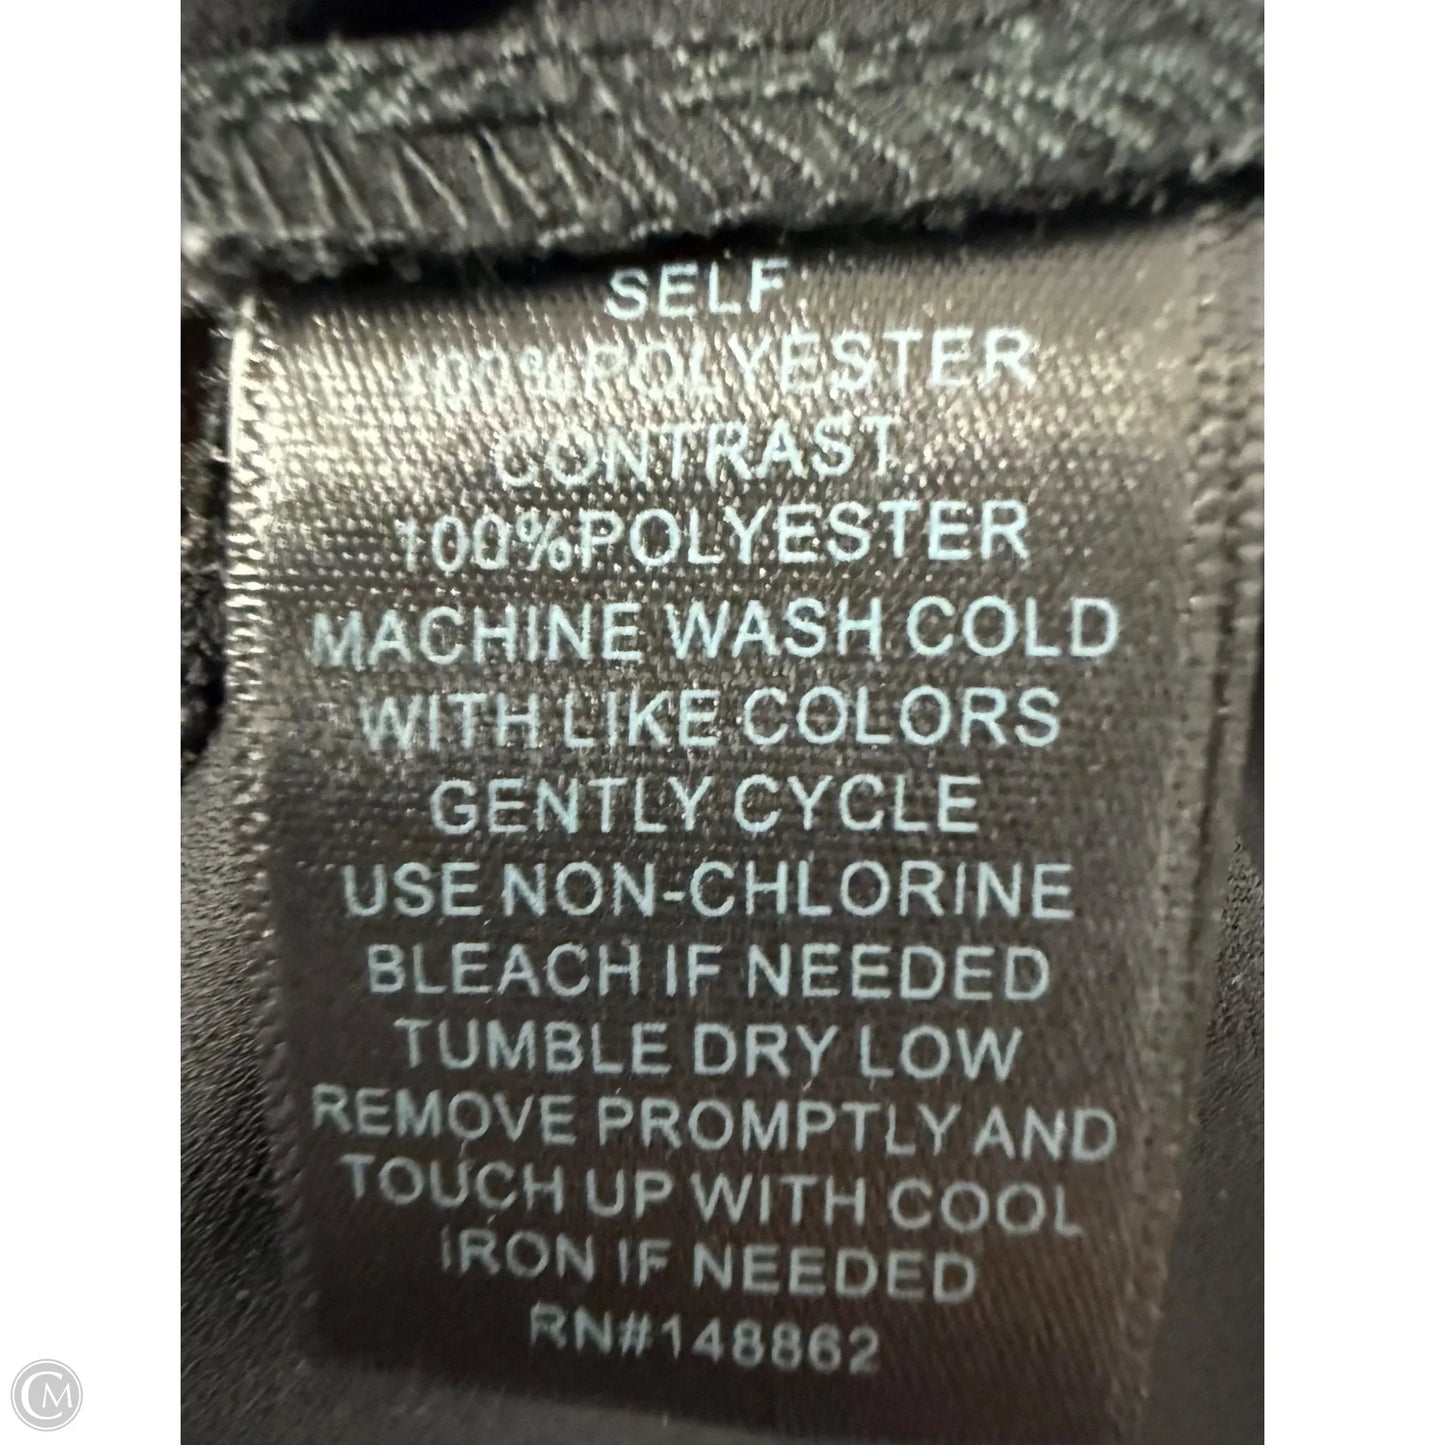 SELF
100%POLYESTER
CONTRAST
100%POLYESTER
MACHINE WASH COLD
WITH LIKE COLORS
GENTLY CYCLE
USE NON-CHLORINE
BLEACH IF NEEDED
TUMBLE DRY LOW
REMOVE PROMPTLY AND
TOUCH UP WITH COOL
IRON IF NEEDED
RN#148862
CM